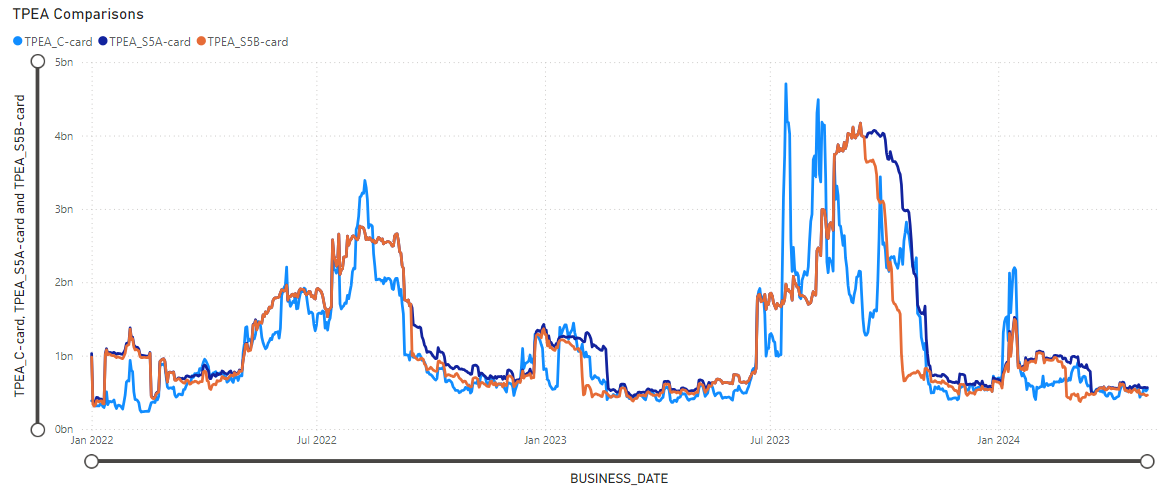 TPEA Comparisons
TPEA_C-card TPEA_S5A-card TPEA_S5B-card
TPEA_C-card, TPEA_S5A-card and TPEA_S5B-card
5bn
4bn
3bn
2bn
1bn
0bn
Jan 2022 Jul 2022 Jan 2023 Jul 2023 Jan 2024
BUSINESS_DATE